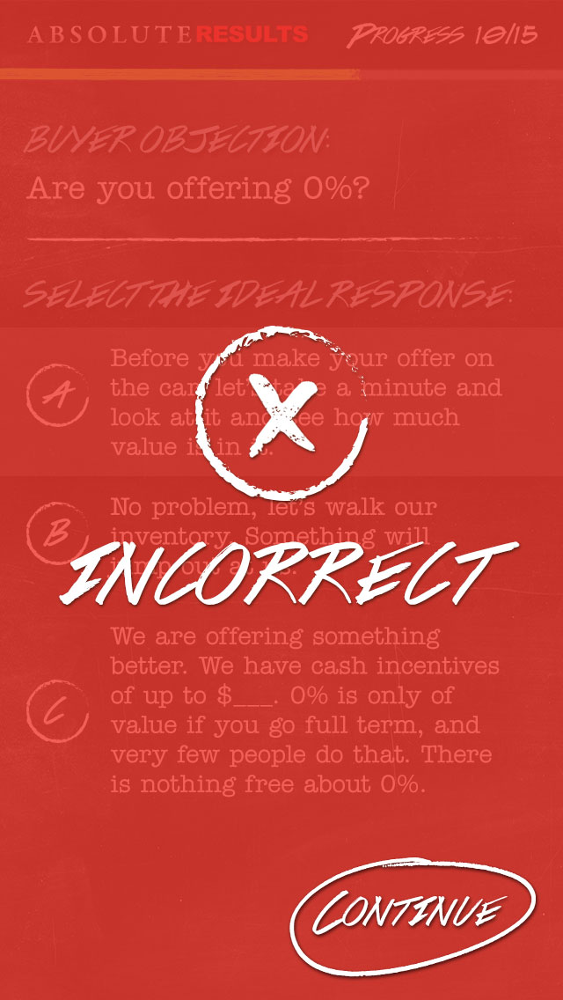 ABSOLUTERESULTS
PROGRESS 10/15
BUYER OBJECTION:
Are you offering 0%?
SELECT THE IDEAL RESPONSE:
A
Before you make your offer on
the car, let's take a minute and
look at it and see how much
value is in it.
B
No problem, let's walk our
inventory. Something will
jump out at us.
X
INCORRECT
C
We are offering something
better. We have cash incentives
of up to $___. 0% is only of
value if you go full term, and
very few people do that. There
is nothing free about 0%.
CONTINUE